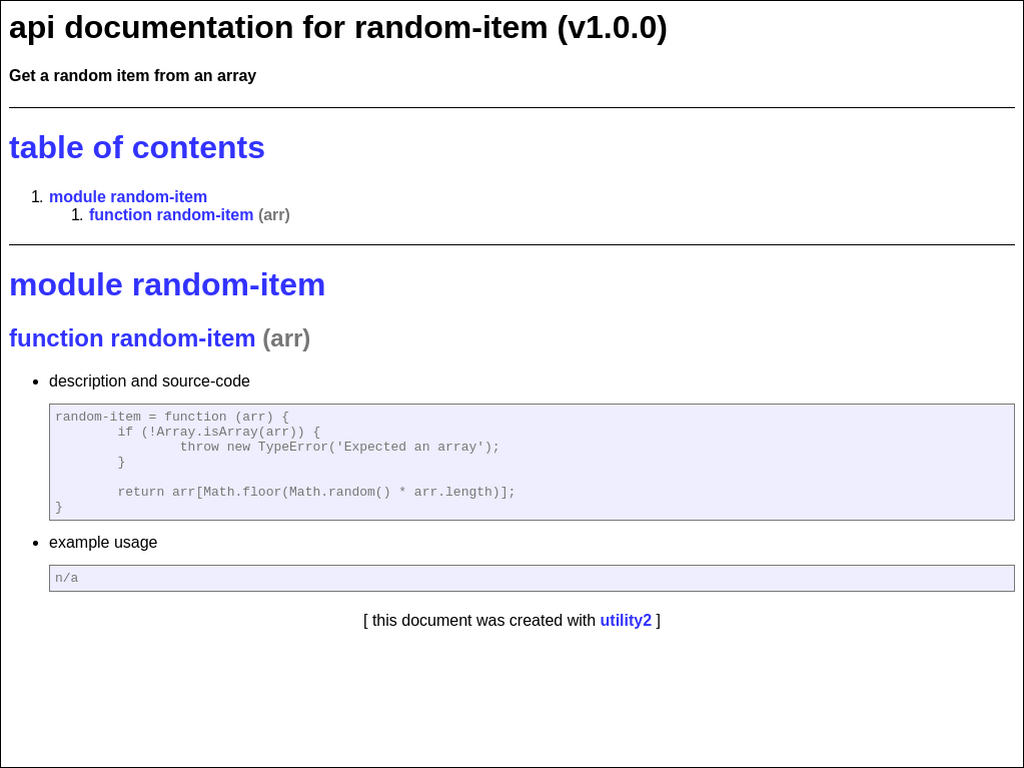 api documentation for random-item (v1.0.0)
Get a random item from an array
table of contents
1. module random-item
1. function random-item (arr)
module random-item
function random-item (arr)
• description and source-code
random-item = function (arr) {
        if (!Array.isArray(arr)) {
                throw new TypeError('Expected an array');
        }

        return arr[Math.floor(Math.random() * arr.length)];
}
• example usage
n/a
[ this document was created with utility2 ]